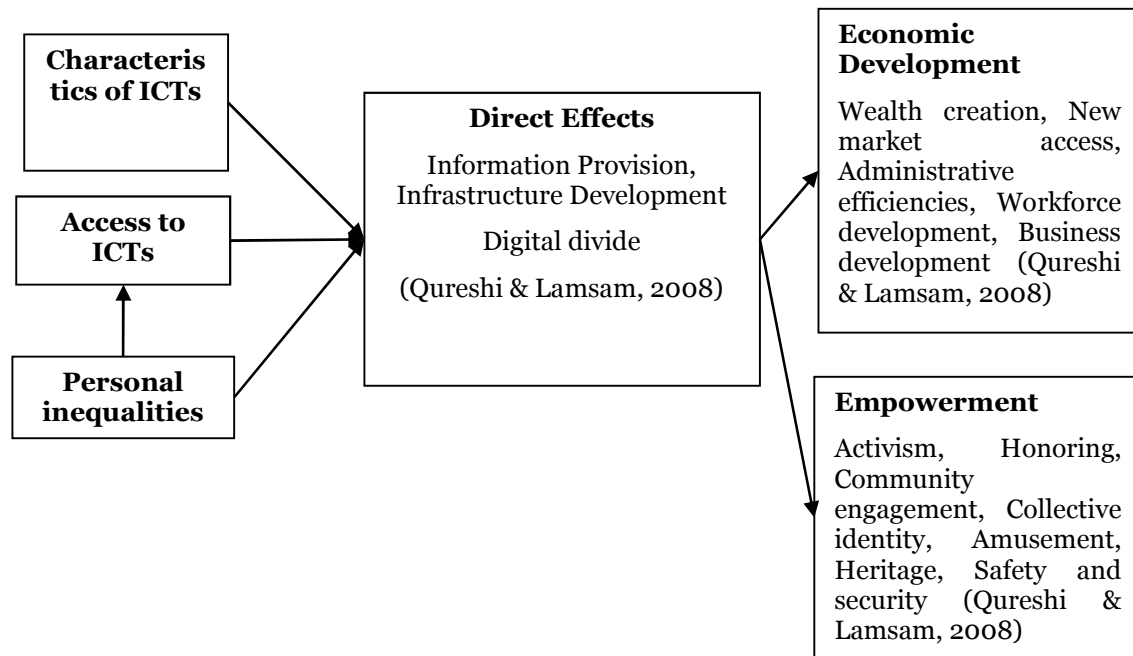 Characteris
tics of ICTs
Access to
ICTs
Personal
inequalities
Direct Effects
Information Provision,
Infrastructure Development
Digital divide
(Qureshi & Lamsam, 2008)
Economic
Development
Wealth creation, New
market access,
Administrative
efficiencies, Workforce
development, Business
development (Qureshi
& Lamsam, 2008)
Empowerment
Activism, Honoring,
Community
engagement, Collective
identity, Amusement,
Heritage, Safety and
security (Qureshi &
Lamsam, 2008)